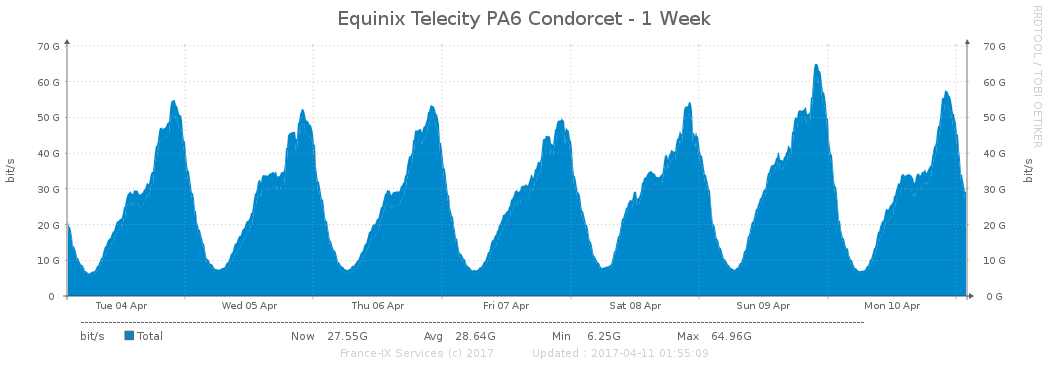 Equinix Telecity PA6 Condorcet - 1 Week
RRDTOOL / TOBI OETIKER
70 G 70 G
60 G 60 G
50 G 50 G
40 G 40 G
30 G 30 G
20 G 20 G
10 G 10 G
0 0 G
bit/s bit/s
Tue 04 Apr Wed 05 Apr Thu 06 Apr Fri 07 Apr Sat 08 Apr Sun 09 Apr Mon 10 Apr
bit/s Total Now 27.55G Avg 28.64G Min 6.25G Max 64.96G
France-IX Services (c) 2017 Updated : 2017-04-11 01:55:09